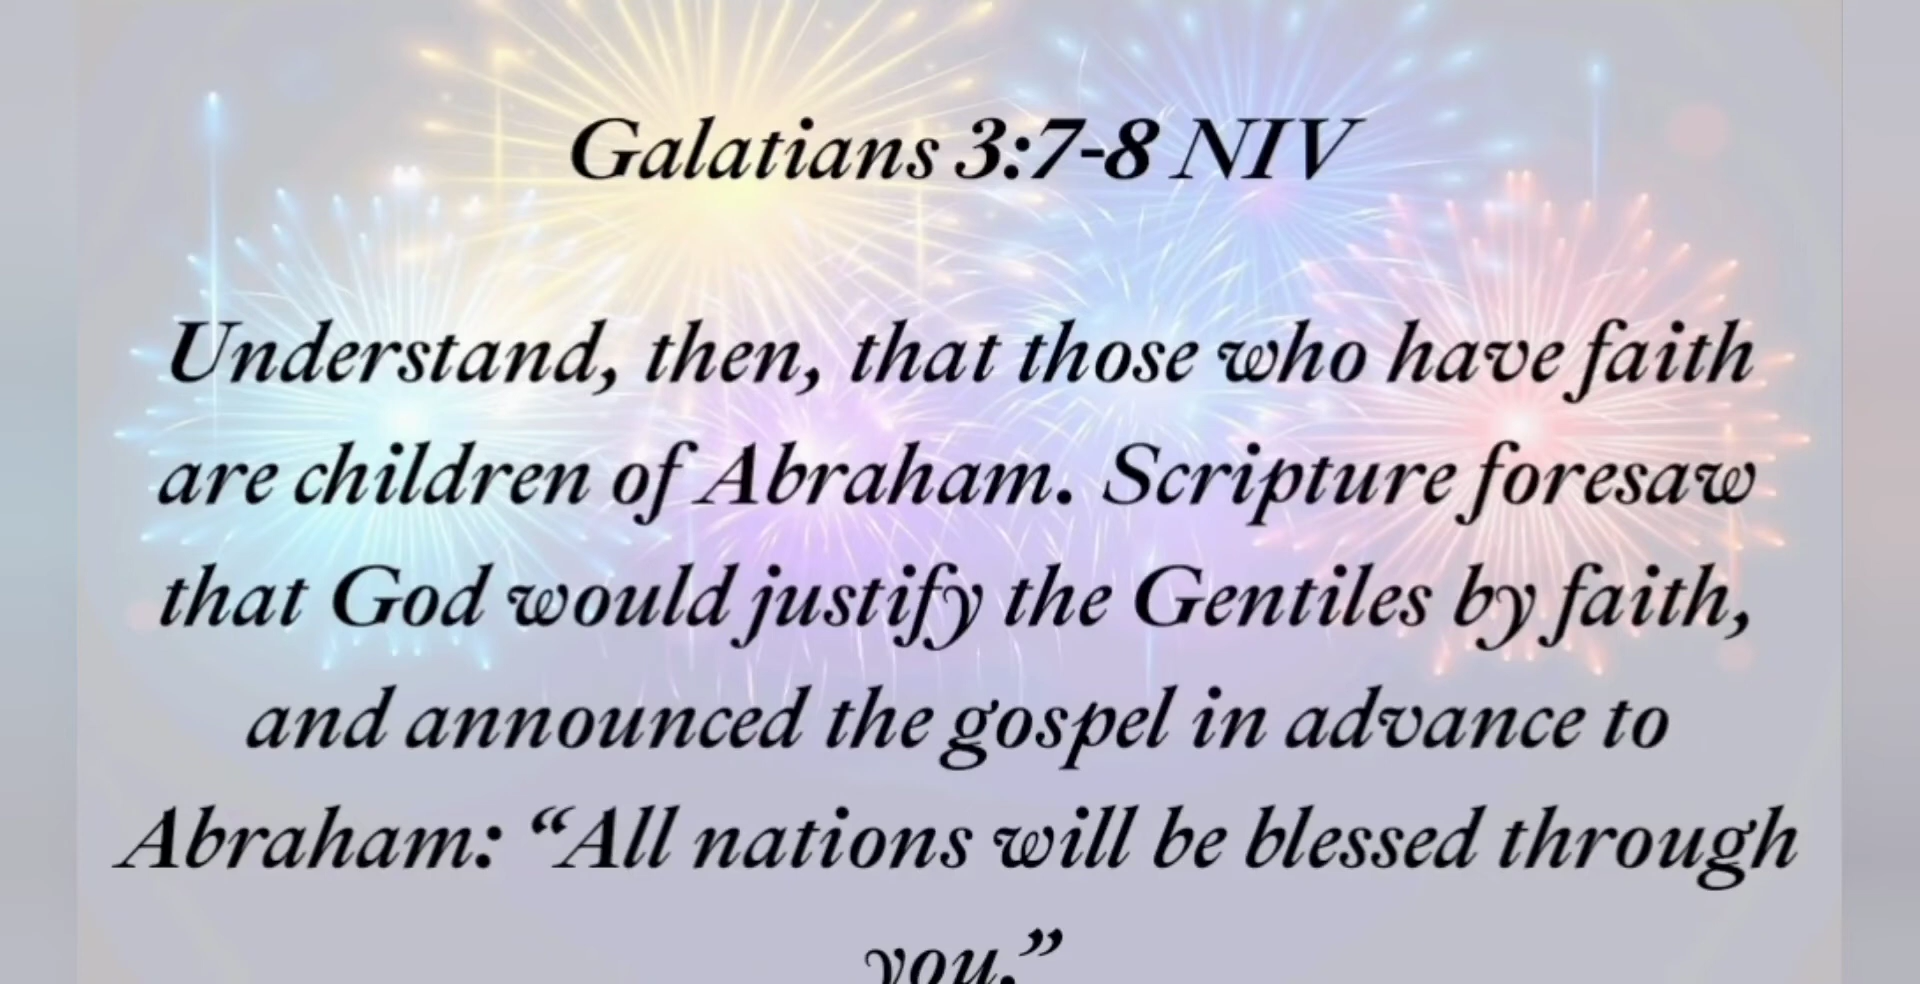 Galatians 3:7-8 NIV
Understand, then, that those who have faith
are children of Abraham. Scripture foresaw
that God would justify the Gentiles by faith,
and announced the gospel in advance to
Abraham: “All nations will be blessed through
you.”